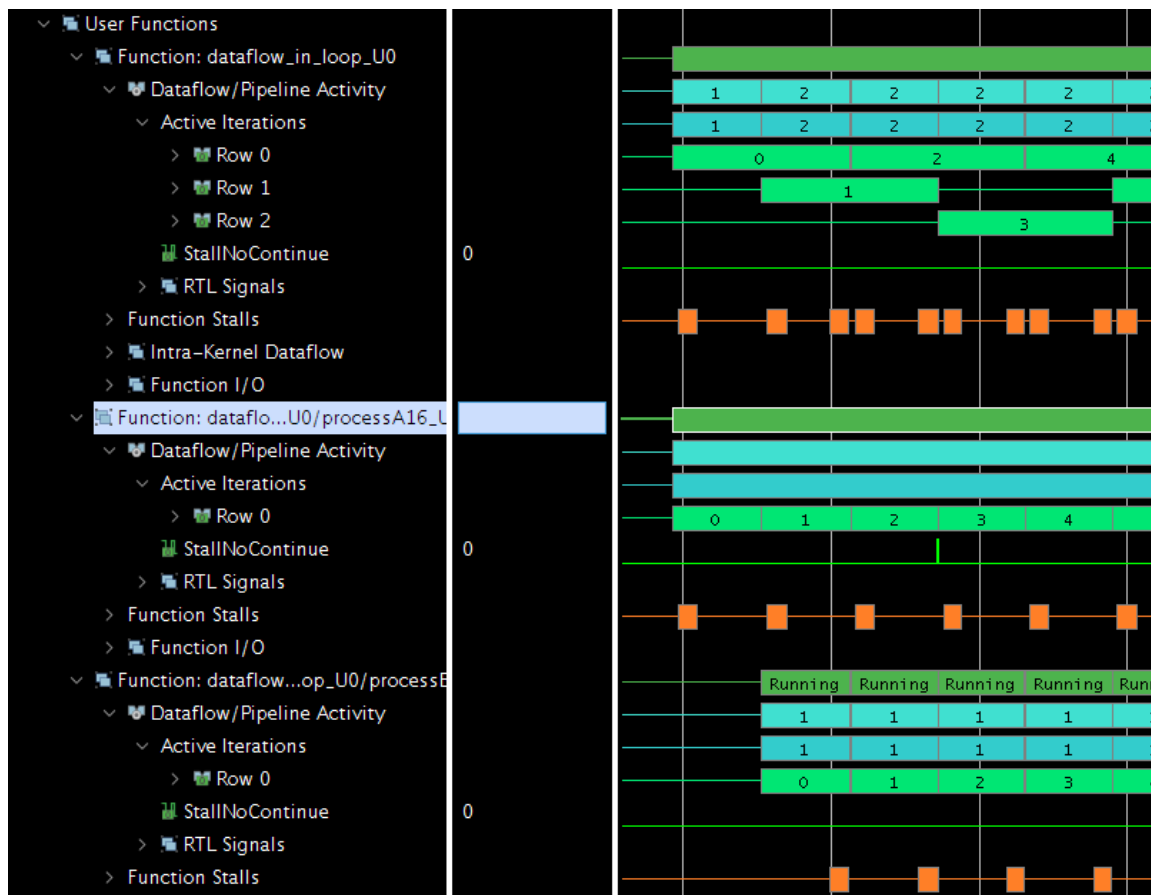 User Functions
Function: dataflow_in_loop_U0
Dataflow/Pipeline Activity 1 2 2 2 2
Active Iterations 1 2 2 2 2
Row 0 0 2 4
Row 1 1
Row 2 3
StallNoContinue 0
RTL Signals
Function Stalls
Intra-Kernel Dataflow
Function I/O
Function: dataflo...U0/processA16_U
Dataflow/Pipeline Activity
Active Iterations
Row 0 0 1 2 3 4
StallNoContinue 0
RTL Signals
Function Stalls
Function I/O
Function: dataflow...op_U0/processB Running Running Running Running Runn
Dataflow/Pipeline Activity 1 1 1 1
Active Iterations 1 1 1 1
Row 0 0 1 2 3
StallNoContinue 0
RTL Signals
Function Stalls